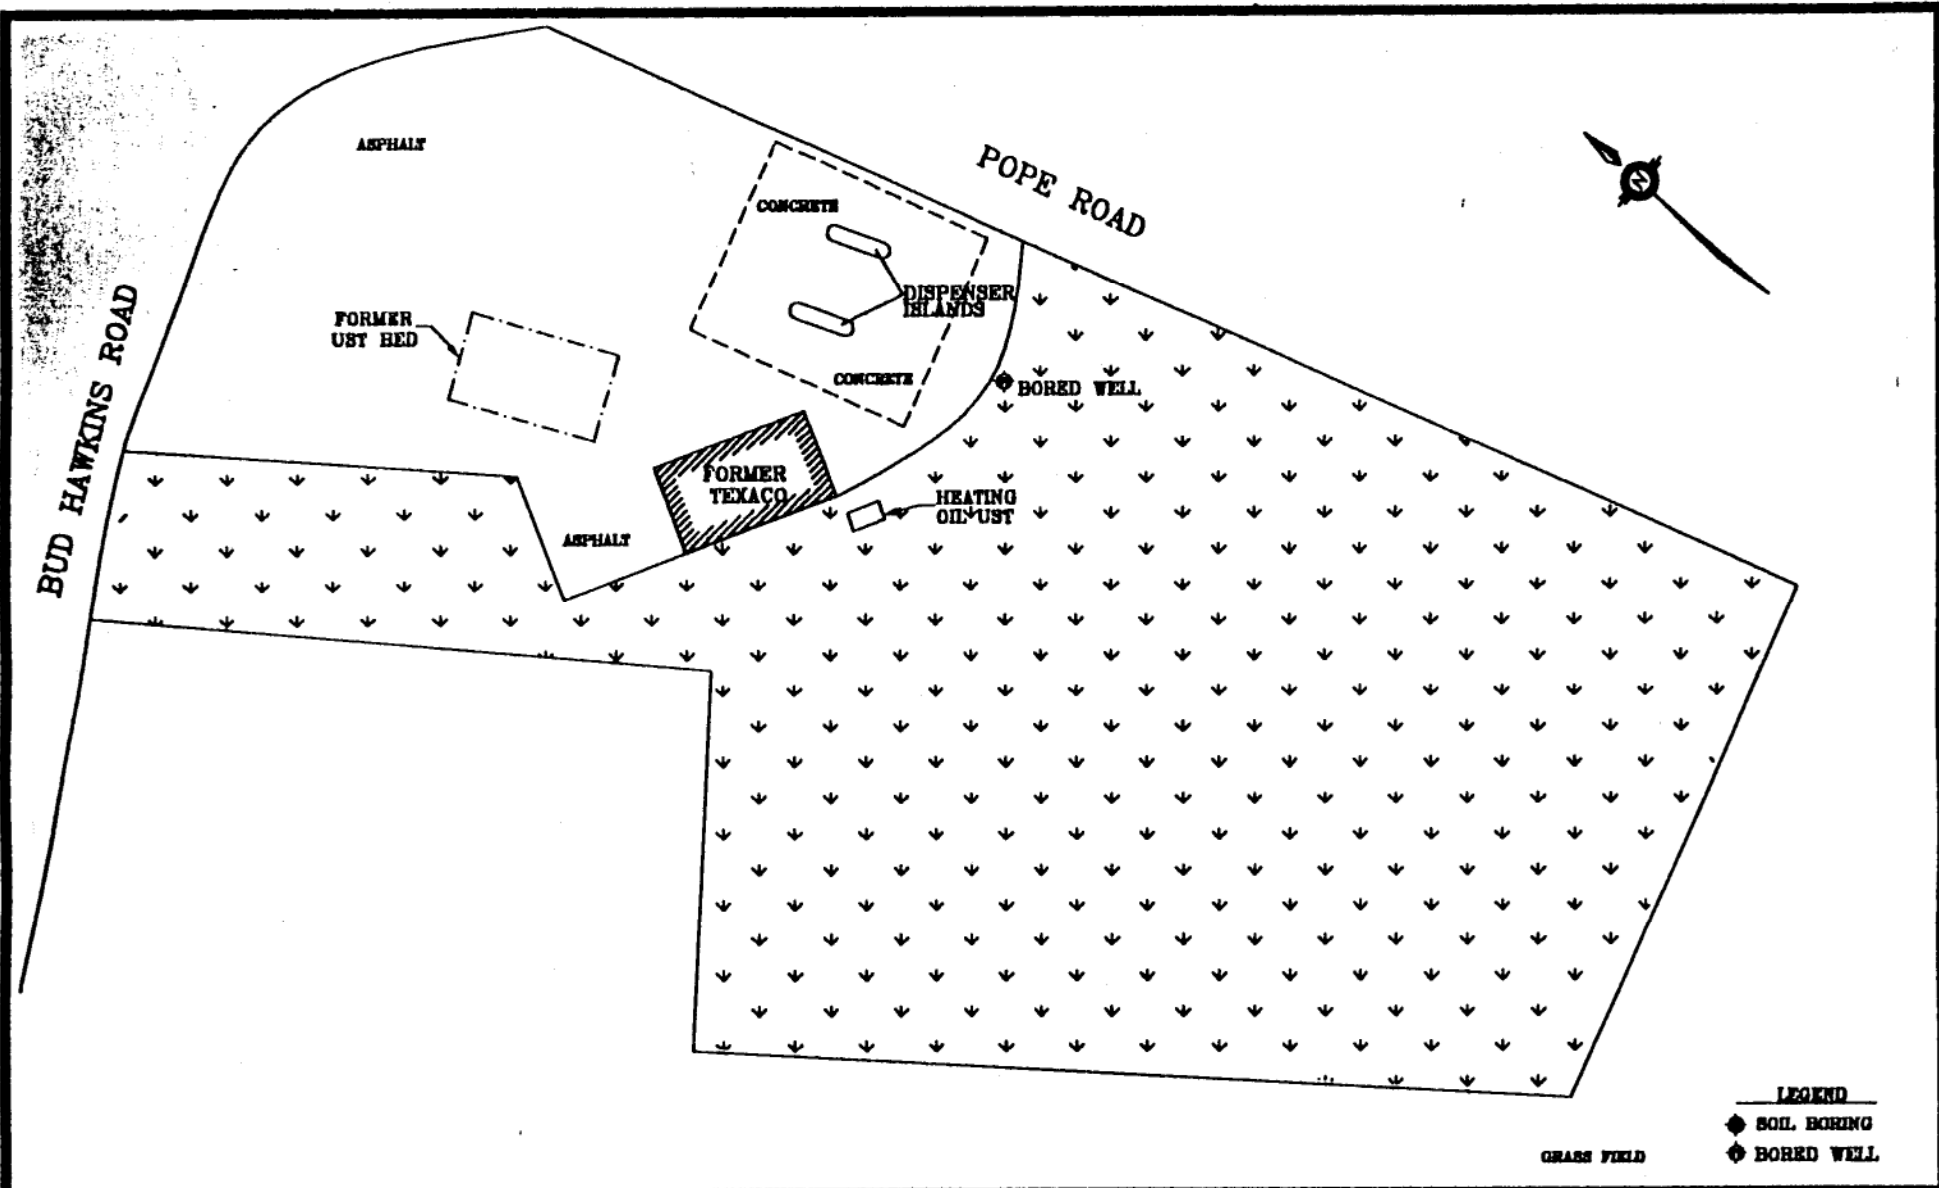 ASPHALT
POPE ROAD
N
CONCRETE
DISPENSER
ISLANDS
FORMER
UST BED
BUD HAWKINS ROAD
CONCRETE
BORED WELL
FORMER
TEXACO
HEATING
OIL UST
ASPHALT
LEGEND
SOIL BORING
GRASS FIELD
BORED WELL